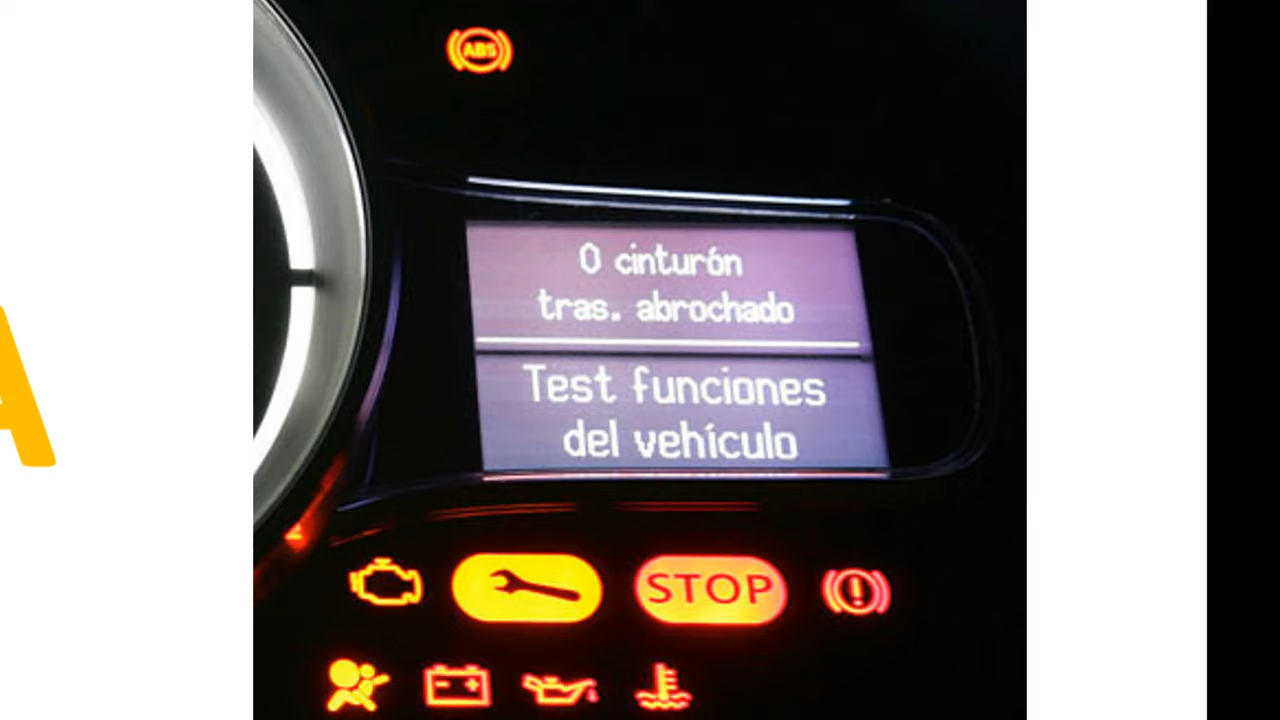 A
ABS
0 cinturón
tras. abrochado
Test funciones
del vehículo
STOP